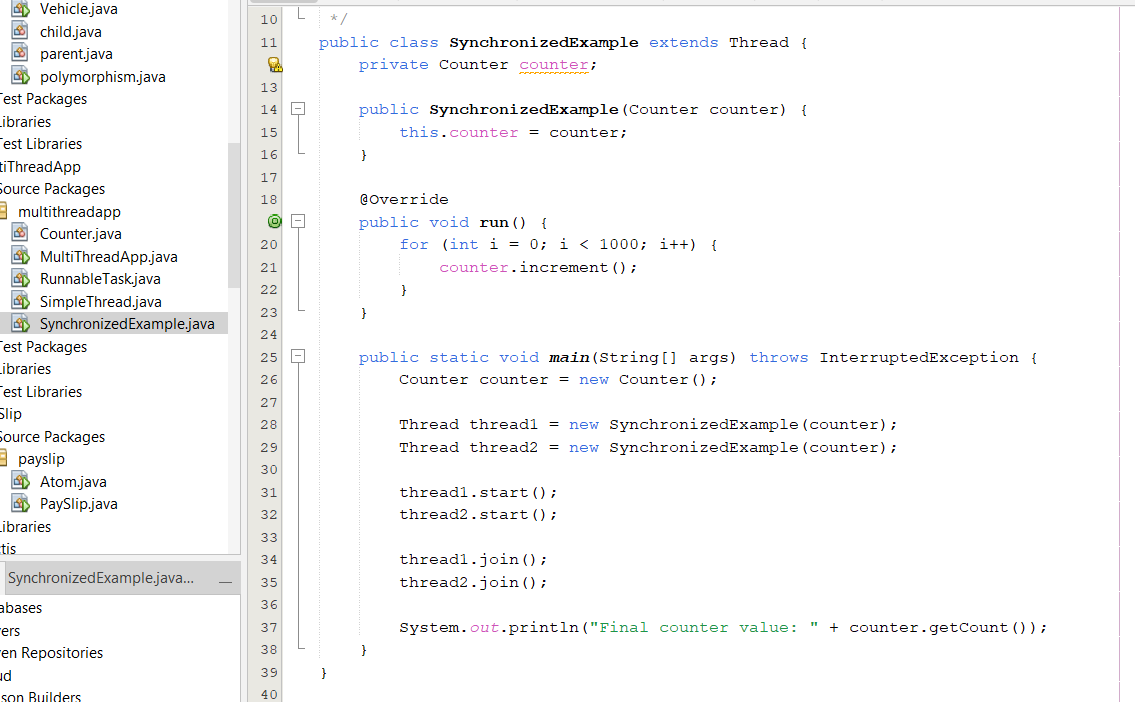 Vehicle.java
child.java
parent.java
polymorphism.java
Test Packages
Libraries
Test Libraries
tiThreadApp
Source Packages
multithreadapp
Counter.java
MultiThreadApp.java
RunnableTask.java
SimpleThread.java
SynchronizedExample.java
Test Packages
Libraries
Test Libraries
Slip
Source Packages
payslip
Atom.java
PaySlip.java
Libraries
tis
SynchronizedExample.java...
abases
vers
ven Repositories
ud
son Builders
10 */
11 public class SynchronizedExample extends Thread {
private Counter counter;
13
14 public SynchronizedExample(Counter counter) {
15 this.counter = counter;
16 }
17
18 @Override
public void run() {
20 for (int i = 0; i < 1000; i++) {
21 counter.increment();
22 }
23 }
24
25 public static void main(String[] args) throws InterruptedException {
26 Counter counter = new Counter();
27
28 Thread thread1 = new SynchronizedExample(counter);
29 Thread thread2 = new SynchronizedExample(counter);
30
31 thread1.start();
32 thread2.start();
33
34 thread1.join();
35 thread2.join();
36
37 System.out.println("Final counter value: " + counter.getCount());
38 }
39 }
40